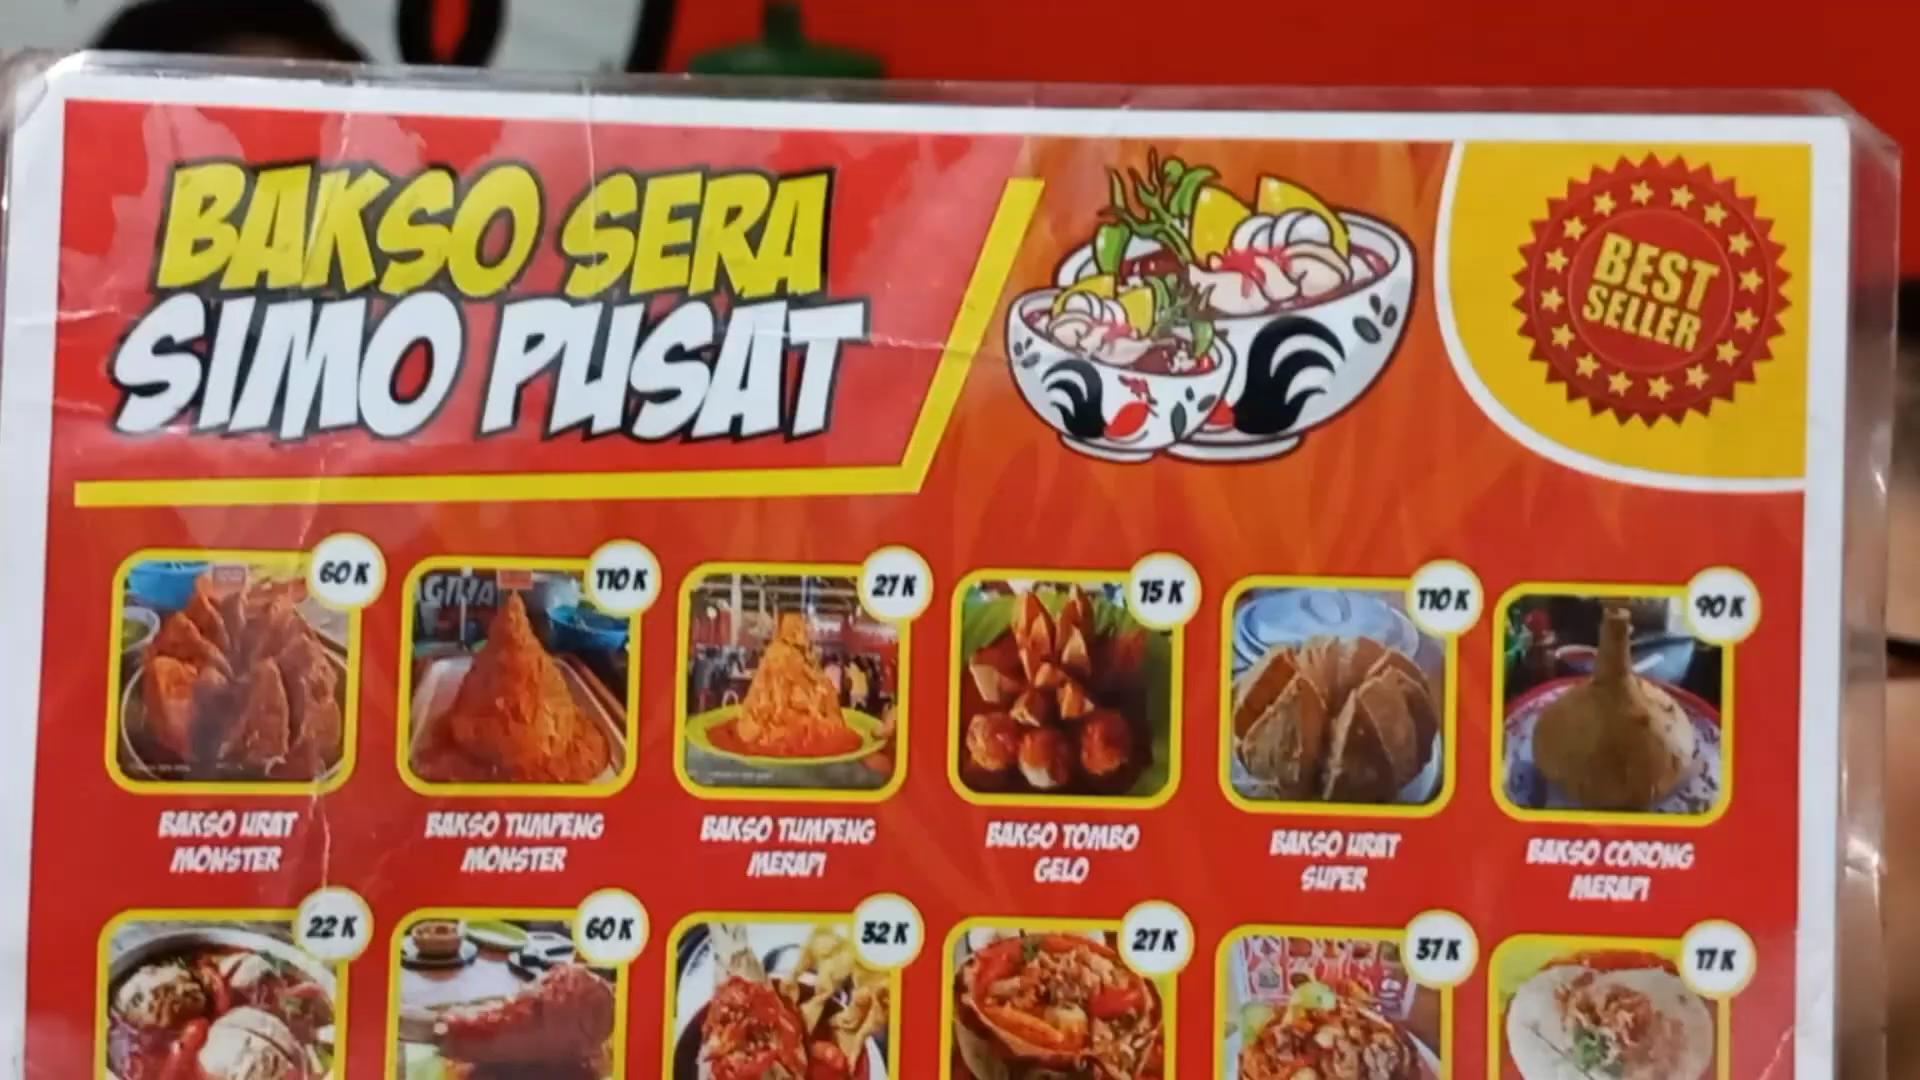 BAKSO SERA
SIMO PUSAT
BEST
SELLER
60 K
110 K
27 K
15 K
110 K
90 K
BAKSO URAT
MONSTER
BAKSO TUMPENG
MONSTER
BAKSO TUMPENG
MERAPI
BAKSO TOMBO
GELO
BAKSO URAT
SUPER
BAKSO CORONG
MERAPI
22 K
60 K
32 K
27 K
37 K
17 K